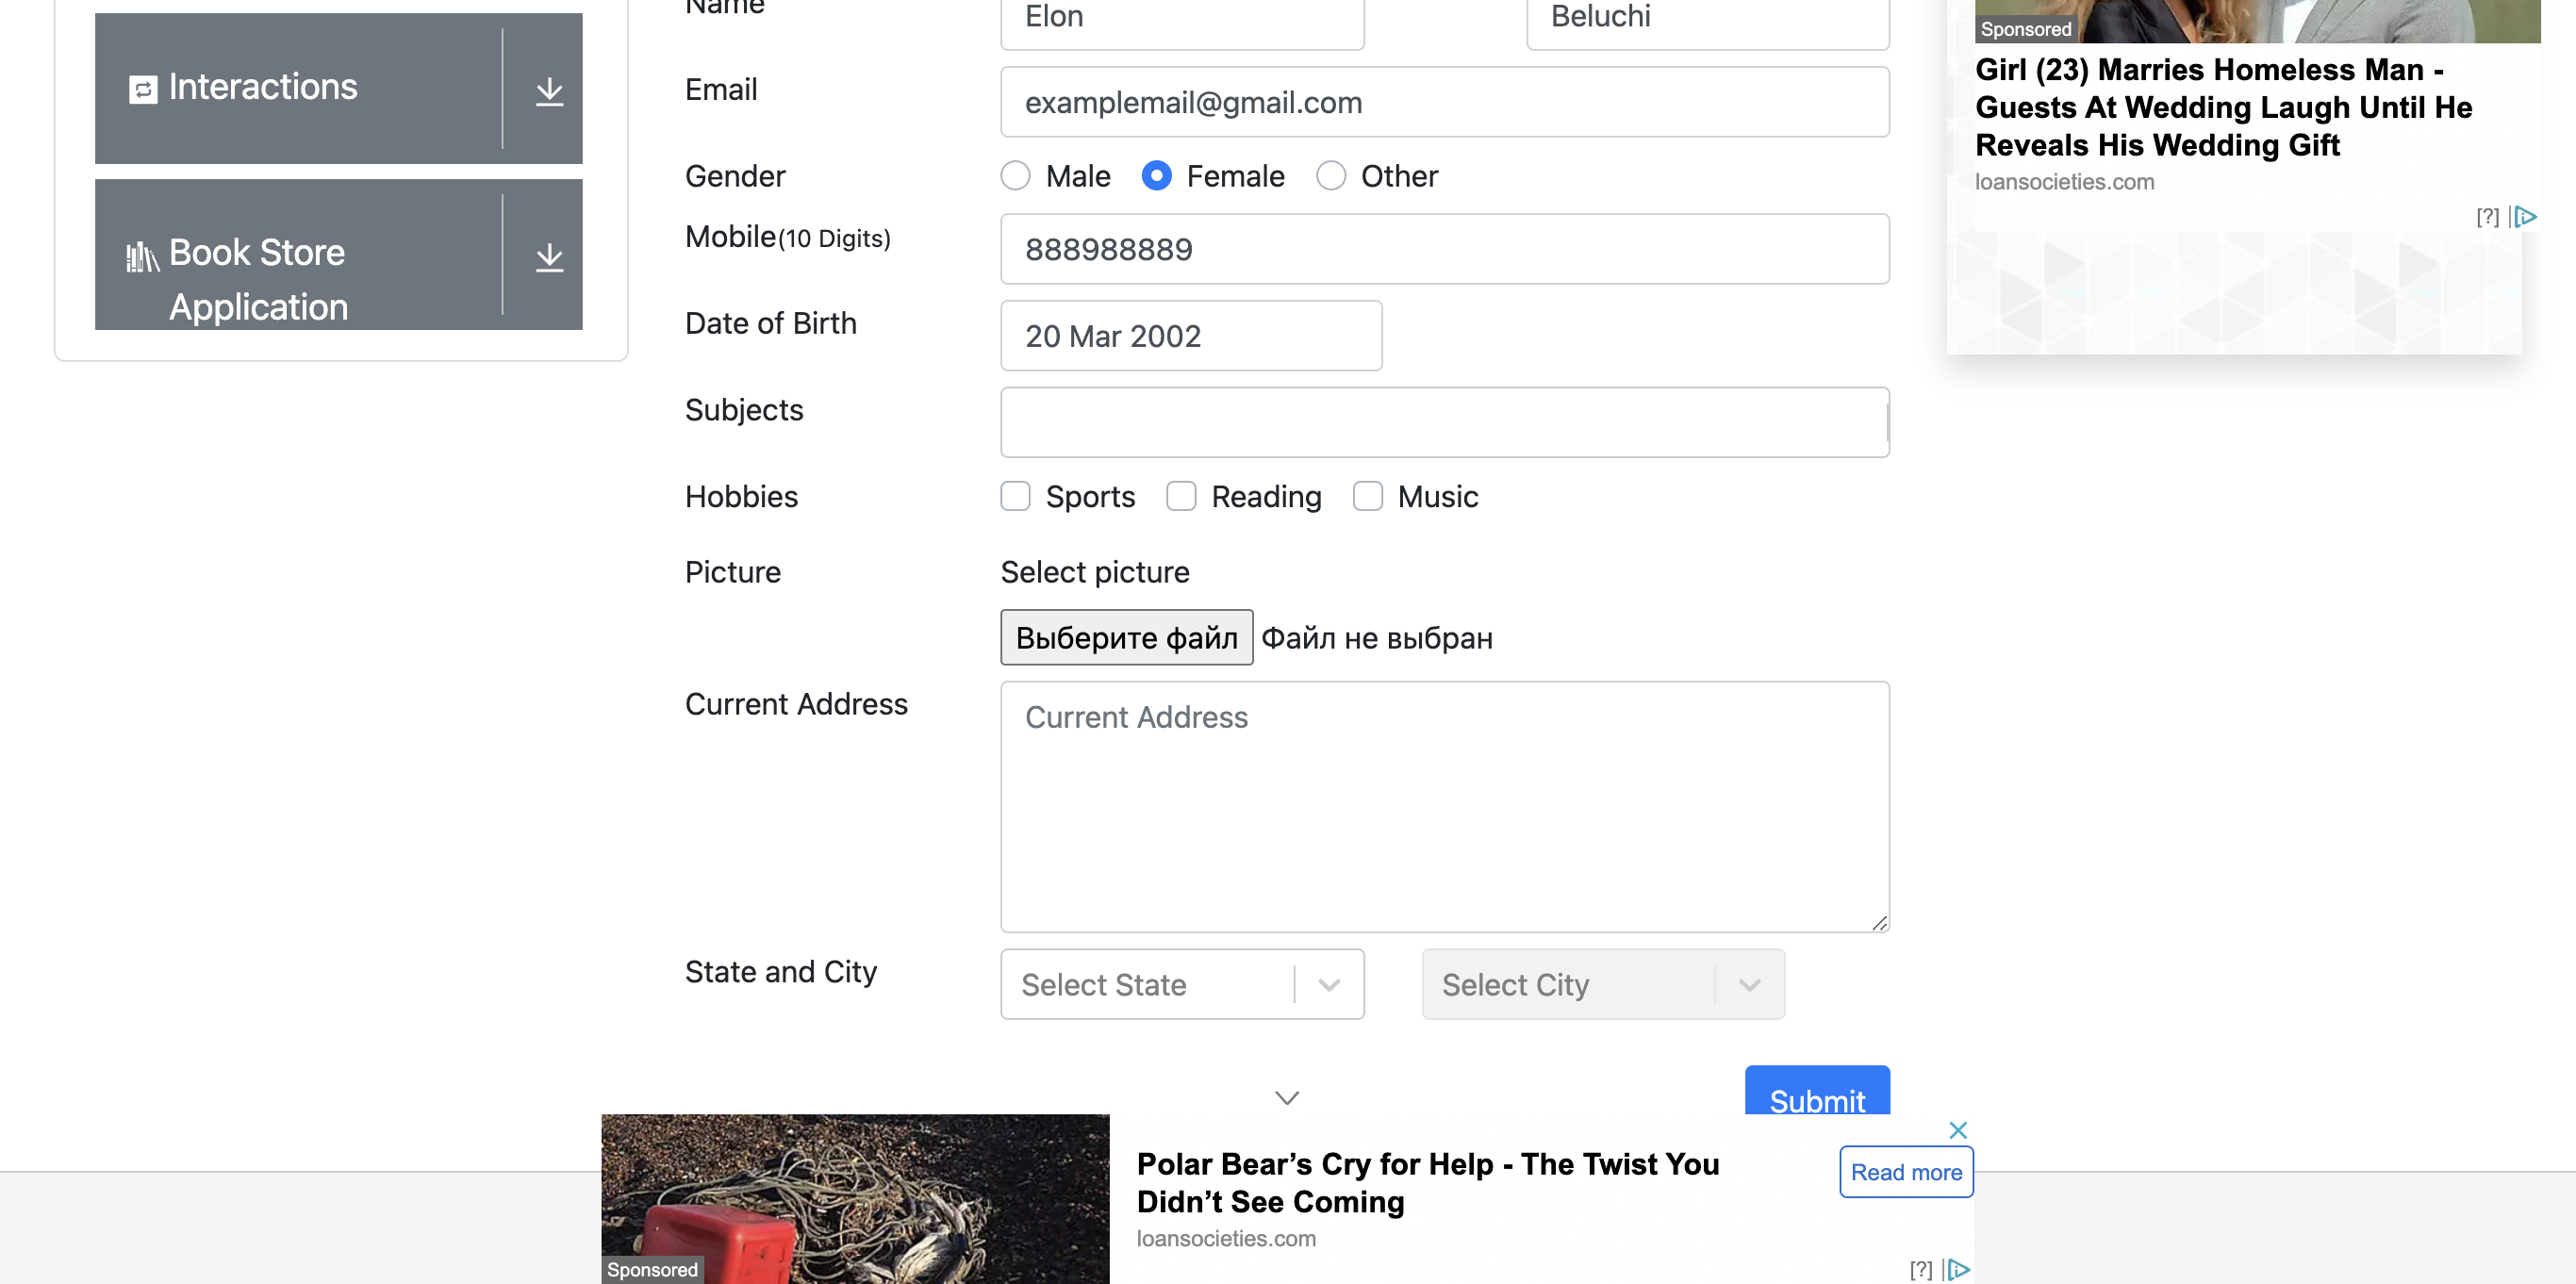 Interactions
Book Store
Application
Name
Elon
Beluchi
Email
examplemail@gmail.com
Gender
Male
Female
Other
Mobile(10 Digits)
888988889
Date of Birth
20 Mar 2002
Subjects
Hobbies
Sports
Reading
Music
Picture
Select picture
Выберите файл Файл не выбран
Current Address
Current Address
State and City
Select State
Select City
Submit
Sponsored
Girl (23) Marries Homeless Man -
Guests At Wedding Laugh Until He
Reveals His Wedding Gift
loansocieties.com
[?]
Polar Bear’s Cry for Help - The Twist You
Didn’t See Coming
loansocieties.com
Read more
Sponsored
[?]